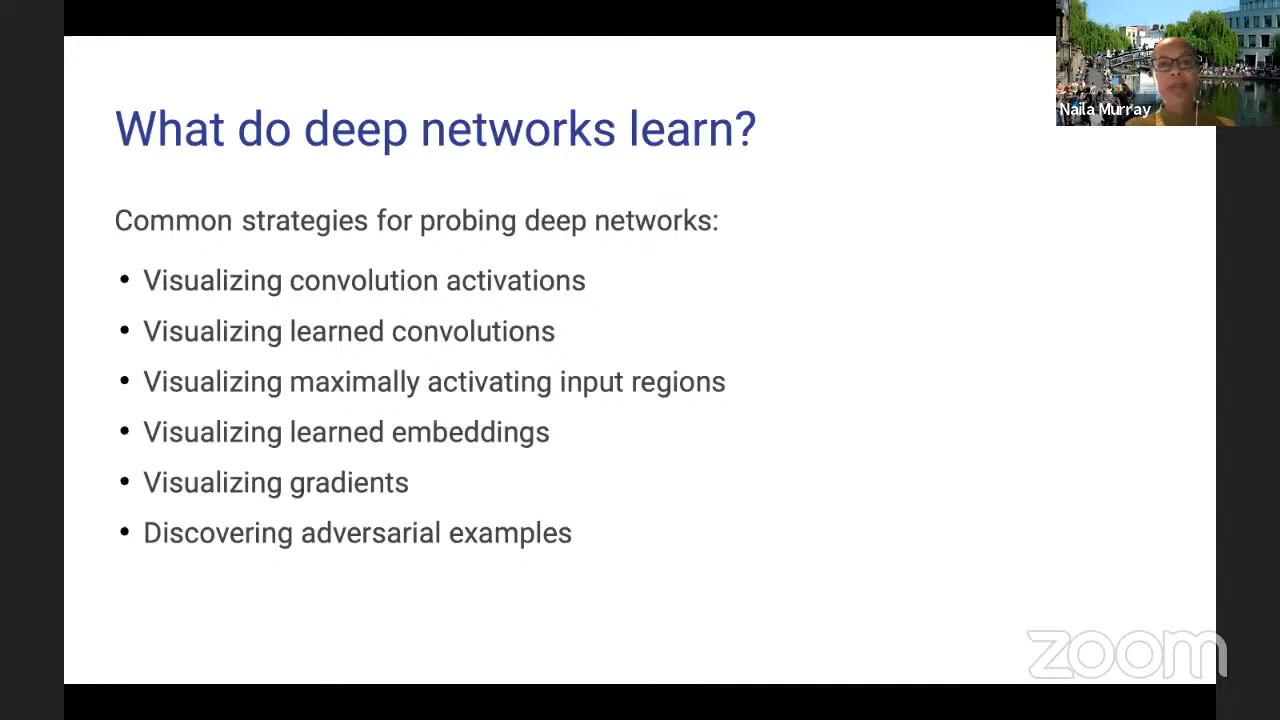 What do deep networks learn?
Naila Murray
Common strategies for probing deep networks:
• Visualizing convolution activations
• Visualizing learned convolutions
• Visualizing maximally activating input regions
• Visualizing learned embeddings
• Visualizing gradients
• Discovering adversarial examples
zoom